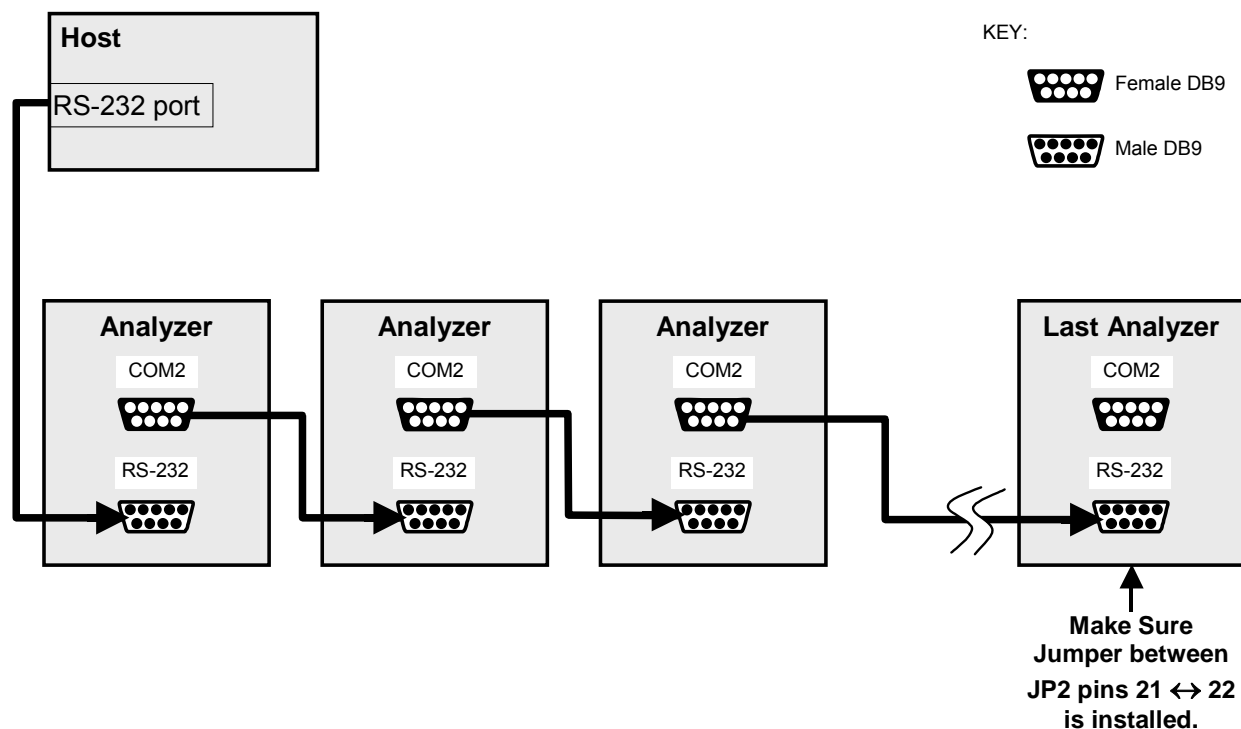 Host
RS-232 port
KEY:
Female DB9
Male DB9
Analyzer
COM2
RS-232
Analyzer
COM2
RS-232
Analyzer
COM2
RS-232
Last Analyzer
COM2
RS-232
Make Sure
Jumper between
JP2 pins 21 ↔ 22
is installed.